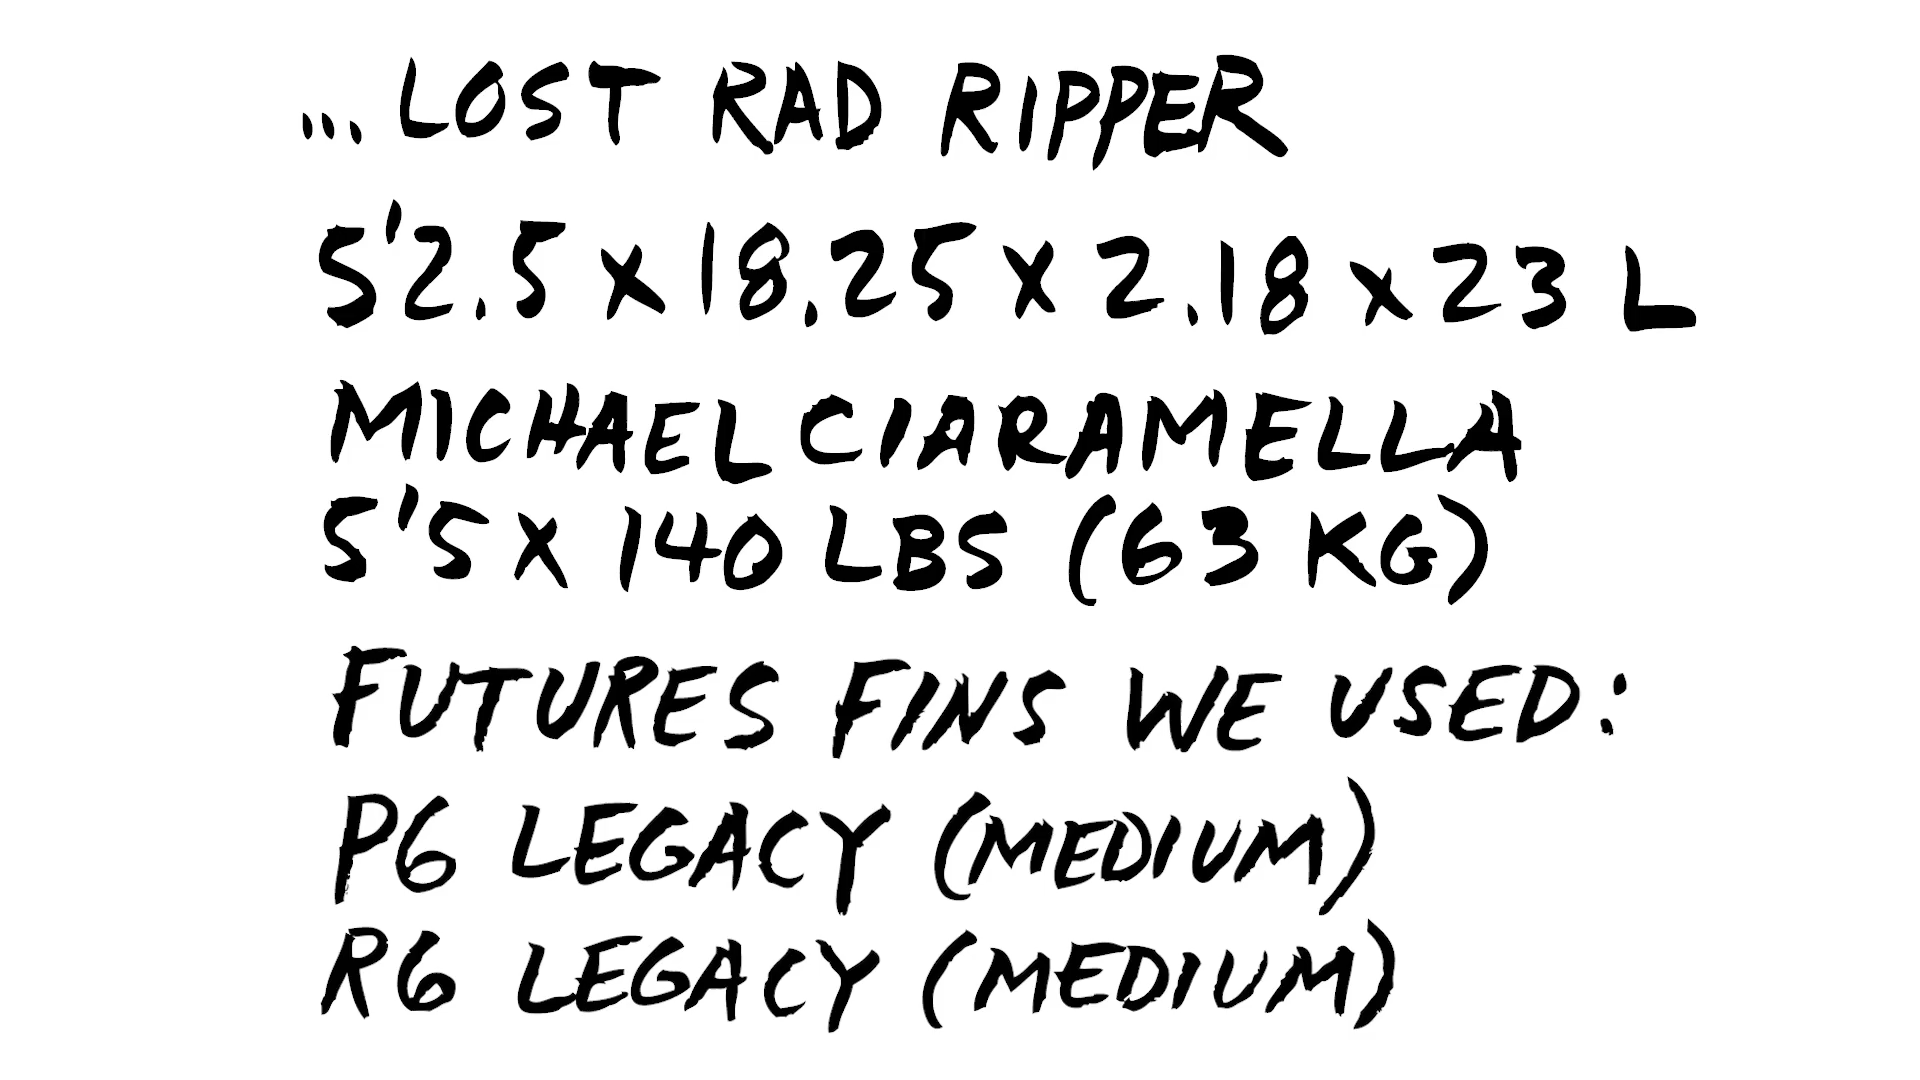 ...LOST RAD RIPPER
5'2.5 x 18.25 x 2.18 x 23 L
MICHAEL CIARAMELLA
5'5 X 140 LBS (63 KG)
FUTURES FINS WE USED:
P6 LEGACY (MEDIUM)
R6 LEGACY (MEDIUM)